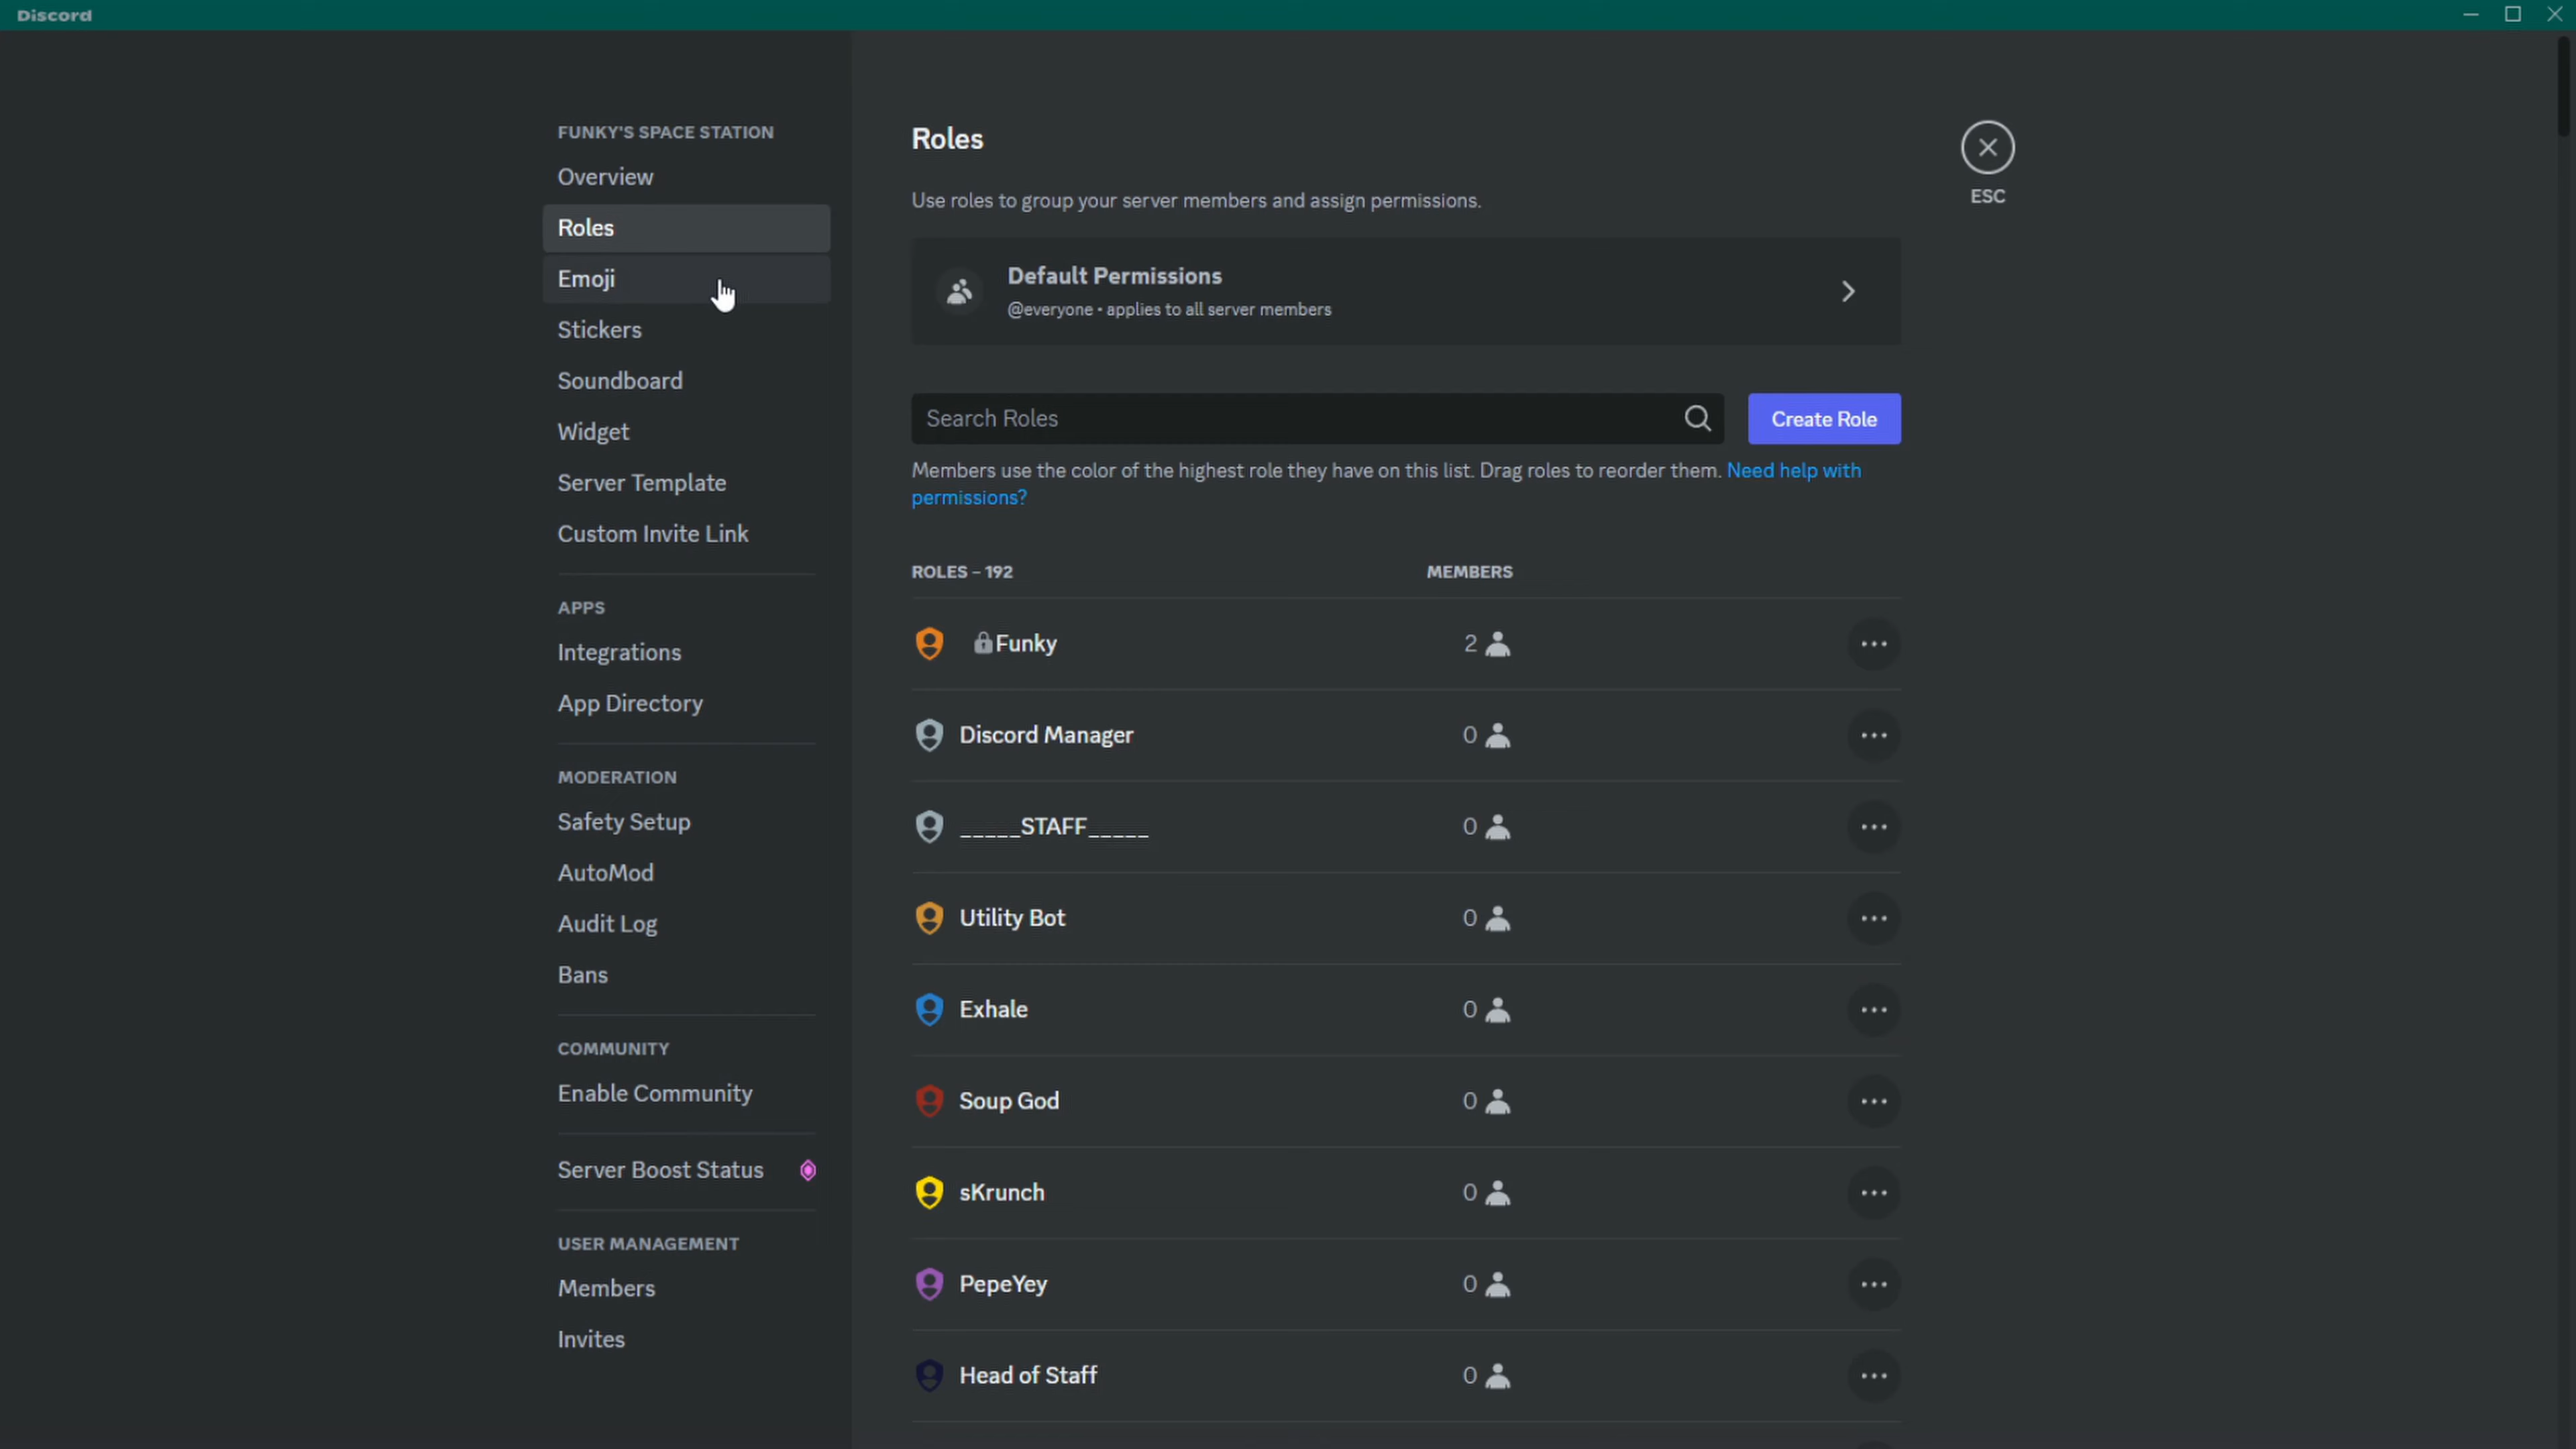 Discord
FUNKY'S SPACE STATION
Overview
Roles
Emoji
Stickers
Soundboard
Widget
Server Template
Custom Invite Link
APPS
Integrations
App Directory
MODERATION
Safety Setup
AutoMod
Audit Log
Bans
COMMUNITY
Enable Community
Server Boost Status
USER MANAGEMENT
Members
Invites
Roles
Use roles to group your server members and assign permissions.
Default Permissions
@everyone • applies to all server members
Search Roles
Create Role
Members use the color of the highest role they have on this list. Drag roles to reorder them. Need help with
permissions?
ROLES – 192 MEMBERS
Funky 2
Discord Manager 0
_____STAFF_____ 0
Utility Bot 0
Exhale 0
Soup God 0
sKrunch 0
PepeYey 0
Head of Staff 0
ESC